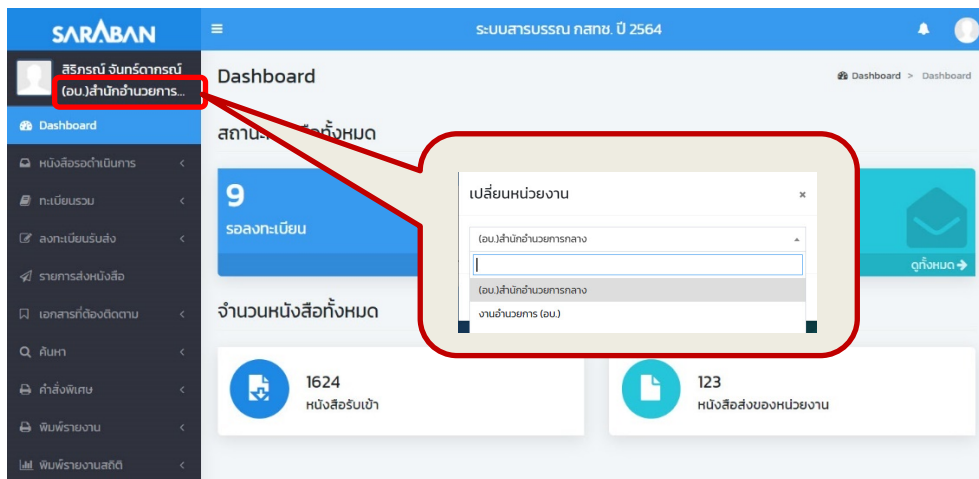 SARABAN
ระบบสารบรรณ กสทช. ปี 2564
สิริภรณ์ จันทร์ดาภรณ์
(อบ.)สำนักอำนวยการ...
Dashboard
Dashboard > Dashboard
Dashboard
หนังสือรอดำเนินการ
ทะเบียนรวม
ลงทะเบียนรับส่ง
รายการส่งหนังสือ
เอกสารที่ต้องติดตาม
ค้นหา
คำสั่งพิเศษ
พิมพ์รายงาน
พิมพ์รายงานสถิติ
ทั้งหมด
9
รอลงทะเบียน
ดูทั้งหมด
เปลี่ยนหน่วยงาน
×
(อบ.)สำนักอำนวยการกลาง
(อบ.)สำนักอำนวยการกลาง
งานอำนวยการ (อบ.)
จำนวนหนังสือทั้งหมด
1624
หนังสือรับเข้า
123
หนังสือส่งของหน่วยงาน